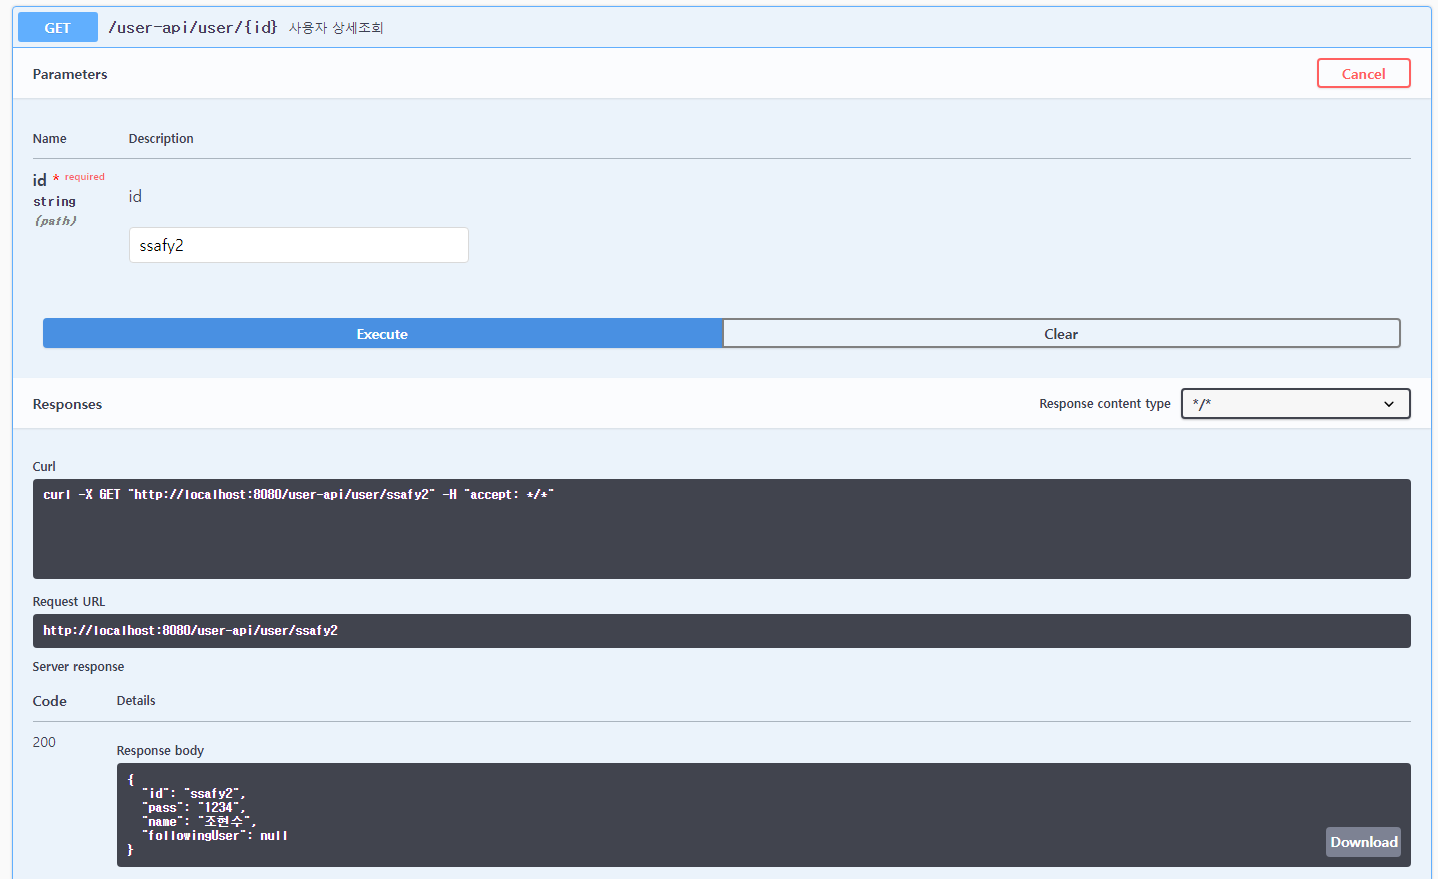 GET /user-api/user/{id} 사용자 상세조회
Parameters
Cancel
Name Description
id * required
string
(path)
id
ssafy2
Execute Clear
Responses
Response content type */*
Curl
curl -X GET "http://localhost:8080/user-api/user/ssafy2" -H "accept: */*"
Request URL
http://localhost:8080/user-api/user/ssafy2
Server response
Code Details
200
Response body
{
"id": "ssafy2",
"pass": "1234",
"name": "조현수",
"followingUser": null
}
Download